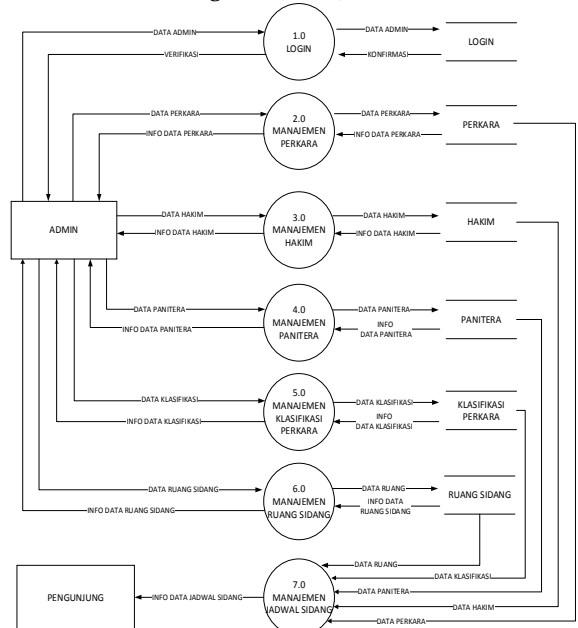 DATA ADMIN
1.0
LOGIN
DATA ADMIN
LOGIN
VERIFIKASI
KONFIRMASI
DATA PERKARA
2.0
MANAJEMEN
PERKARA
DATA PERKARA
PERKARA
INFO DATA PERKARA
INFO DATA PERKARA
ADMIN
DATA HAKIM
3.0
MANAJEMEN
HAKIM
DATA HAKIM
HAKIM
INFO DATA HAKIM
INFO DATA HAKIM
DATA PANITERA
4.0
MANAJEMEN
PANITERA
DATA PANITERA
PANITERA
INFO DATA PANITERA
INFO
DATA PANITERA
DATA KLASIFIKASI
5.0
MANAJEMEN
KLASIFIKASI
PERKARA
DATA KLASIFIKASI
KLASIFIKASI
PERKARA
INFO DATA KLASIFIKASI
INFO
DATA KLASIFIKASI
DATA RUANG SIDANG
6.0
MANAJEMEN
RUANG SIDANG
DATA RUANG
RUANG SIDANG
INFO DATA RUANG SIDANG
INFO DATA
RUANG SIDANG
PENGUNJUNG
INFO DATA JADWAL SIDANG
7.0
MANAJEMEN
JADWAL SIDANG
DATA RUANG
DATA KLASIFIKASI
DATA PANITERA
DATA HAKIM
DATA PERKARA